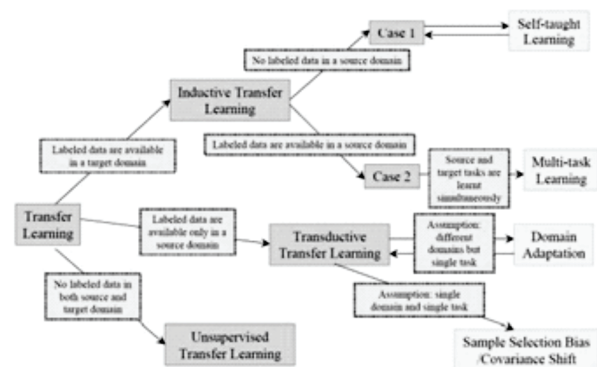 Case 1
Self-taught
Learning
No labeled data in a source domain
Inductive Transfer
Learning
Labeled data are available
in a target domain
Labeled data are available in a source domain
Case 2
Source and
target tasks are
learnt
simultaneously
Multi-task
Learning
Transfer
Learning
Labeled data are
available only in a
source domain
Transductive
Transfer Learning
Assumption:
different
domains but
single task
Domain
Adaptation
No labeled data in
both source and
target domain
Assumption: single
domain and single task
Unsupervised
Transfer Learning
Sample Selection Bias
/Covariance Shift